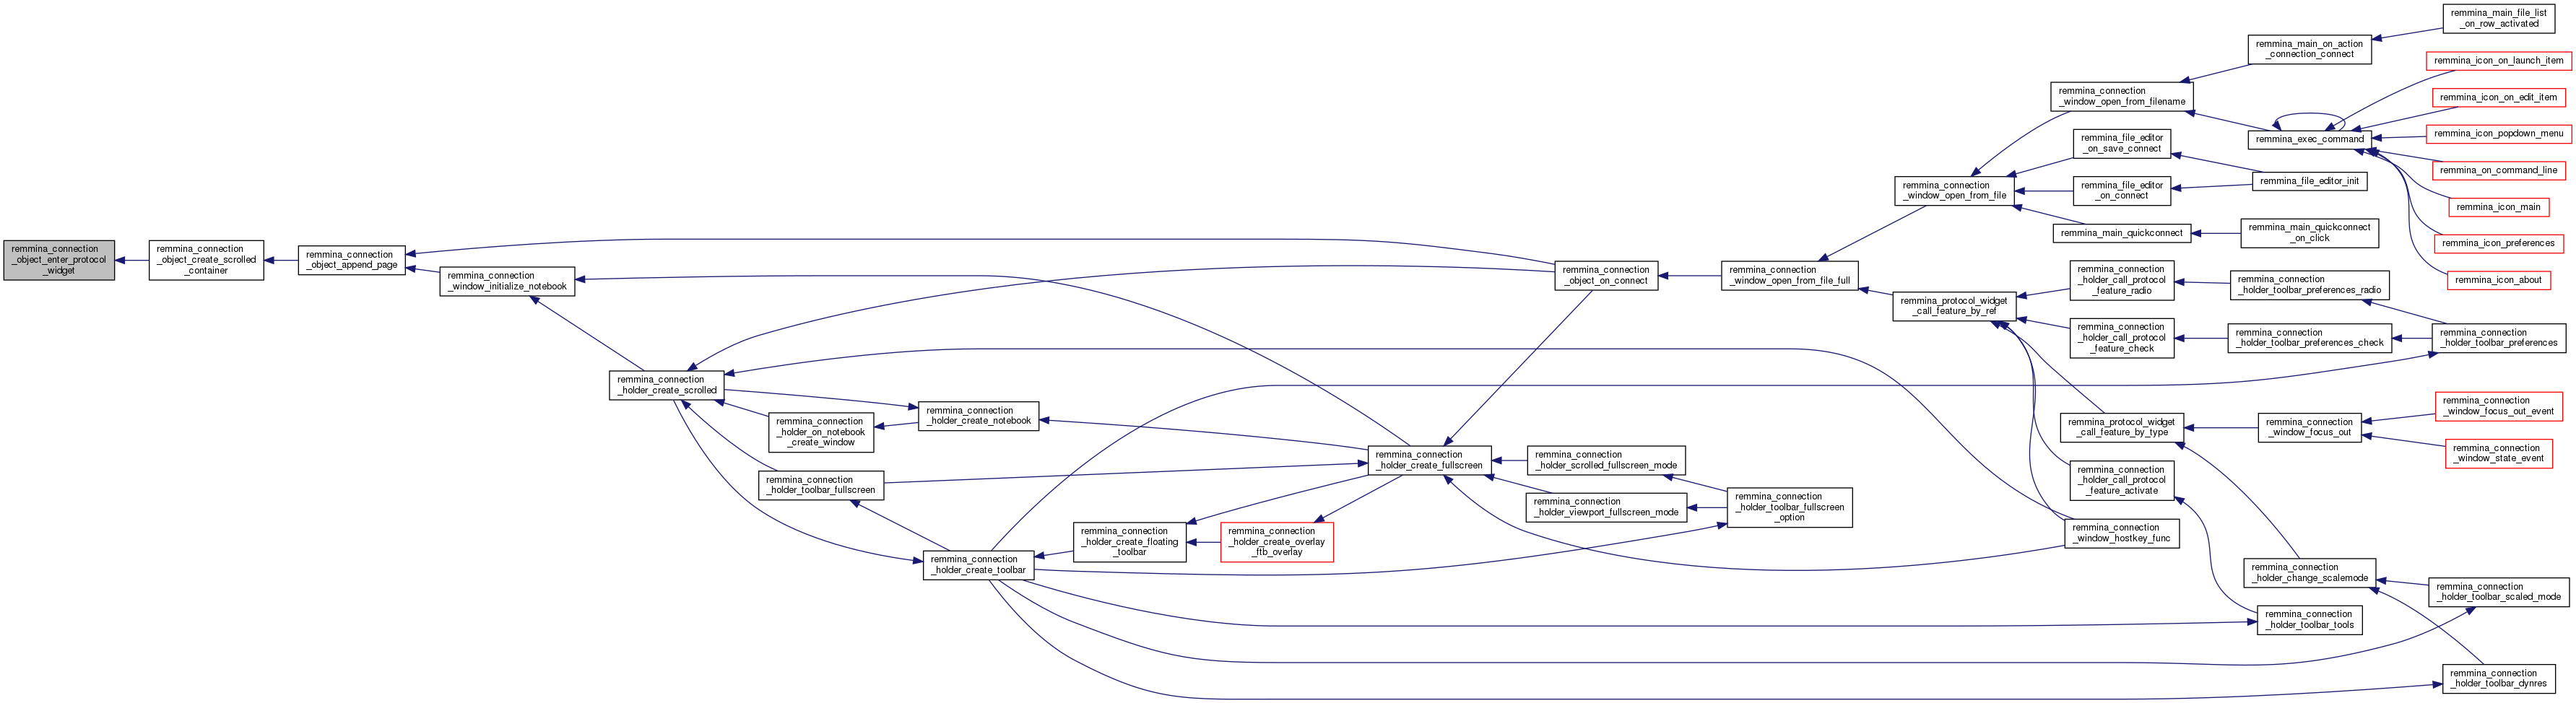 remmina_connection
_object_enter_protocol
_widget
remmina_connection
_object_create_scrolled
_container
remmina_connection
_object_append_page
remmina_connection
_window_initialize_notebook
remmina_connection
_holder_create_scrolled
remmina_connection
_holder_on_notebook
_create_window
remmina_connection
_holder_toolbar_fullscreen
remmina_connection
_holder_create_notebook
remmina_connection
_holder_create_toolbar
remmina_connection
_holder_create_floating
_toolbar
remmina_connection
_holder_create_overlay
_ftb_overlay
remmina_connection
_holder_create_fullscreen
remmina_connection
_object_on_connect
remmina_connection
_holder_scrolled_fullscreen_mode
remmina_connection
_holder_viewport_fullscreen_mode
remmina_connection
_holder_toolbar_fullscreen
_option
remmina_connection
_window_open_from_file_full
remmina_connection
_window_open_from_file
remmina_protocol_widget
_call_feature_by_ref
remmina_connection
_window_open_from_filename
remmina_file_editor
_on_save_connect
remmina_file_editor
_on_connect
remmina_main_quickconnect
remmina_connection
_holder_call_protocol
_feature_radio
remmina_connection
_holder_call_protocol
_feature_check
remmina_protocol_widget
_call_feature_by_type
remmina_connection
_holder_call_protocol
_feature_activate
remmina_connection
_window_hostkey_func
remmina_main_on_action
_connection_connect
remmina_exec_command
remmina_file_editor_init
remmina_main_quickconnect
_on_click
remmina_connection
_holder_toolbar_preferences_radio
remmina_connection
_holder_toolbar_preferences_check
remmina_connection
_window_focus_out
remmina_connection
_holder_change_scalemode
remmina_connection
_holder_toolbar_tools
remmina_main_file_list
_on_row_activated
remmina_icon_on_launch_item
remmina_icon_on_edit_item
remmina_icon_popdown_menu
remmina_on_command_line
remmina_icon_main
remmina_icon_preferences
remmina_icon_about
remmina_connection
_holder_toolbar_preferences
remmina_connection
_window_focus_out_event
remmina_connection
_window_state_event
remmina_connection
_holder_toolbar_scaled_mode
remmina_connection
_holder_toolbar_dynres